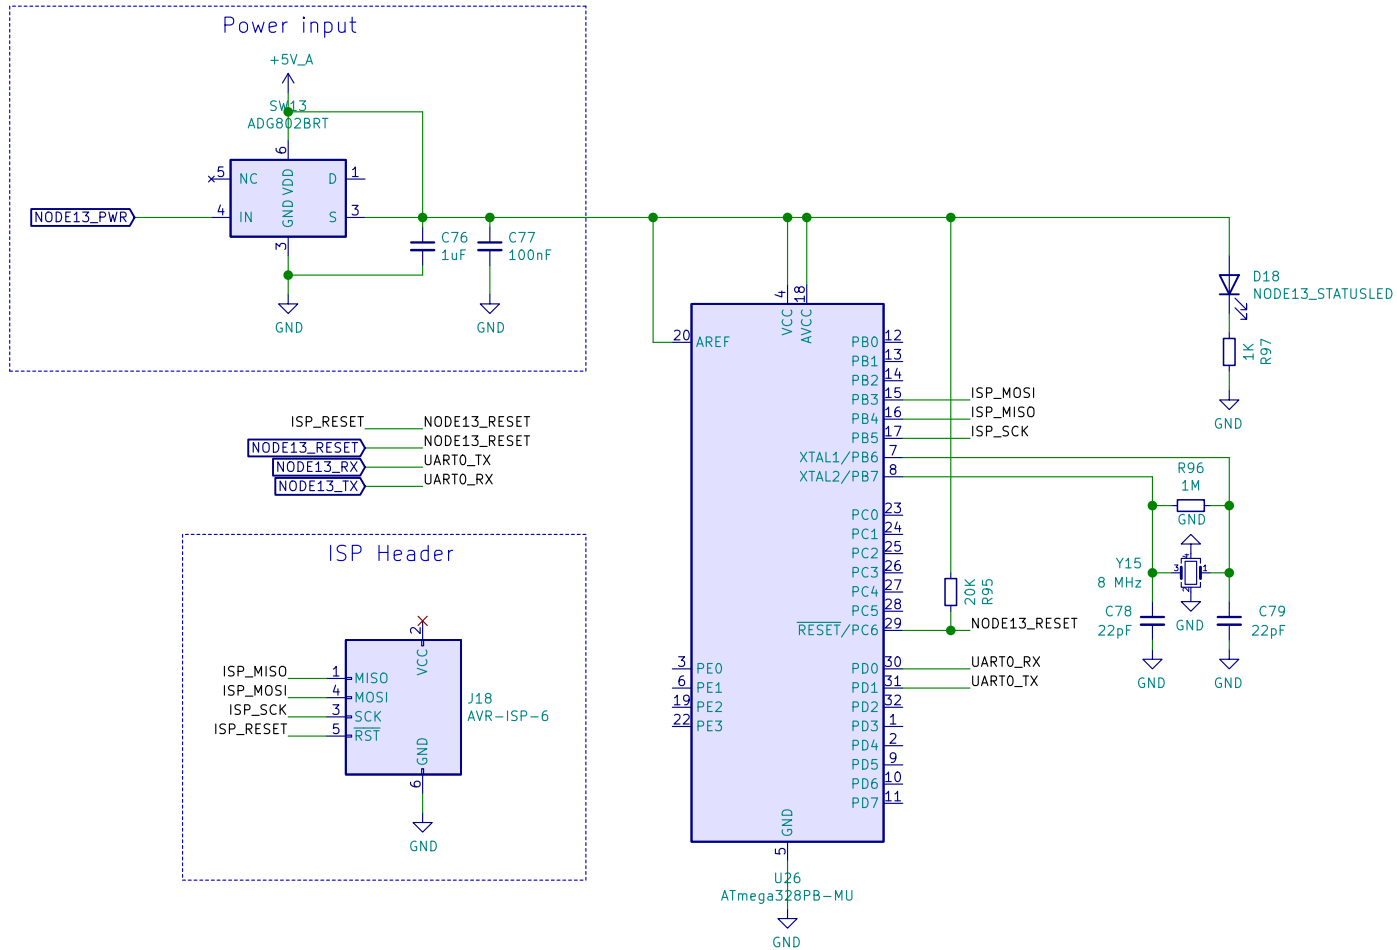 Power input
+5V_A
SW13
ADG802BRT
6
5 NC VDD D 1
NODE13_PWR 4 IN GND S 3
3
GND
C76
1uF
C77
100nF
GND
ISP_RESET NODE13_RESET
NODE13_RESET NODE13_RESET
NODE13_RX UART0_TX
NODE13_TX UART0_RX
ISP Header
2
VCC
ISP_MISO 1 MISO
ISP_MOSI 4 MOSI
ISP_SCK 3 SCK
ISP_RESET 5 RST
GND
6
GND
J18
AVR-ISP-6
4 18
VCC AVCC
20 AREF
3 PE0
6 PE1
19 PE2
22 PE3
PB0 12
PB1 13
PB2 14
PB3 15 ISP_MOSI
PB4 16 ISP_MISO
PB5 17 ISP_SCK
XTAL1/PB6 7
XTAL2/PB7 8
PC0 23
PC1 24
PC2 25
PC3 26
PC4 27
PC5 28
RESET/PC6 29 NODE13_RESET
PD0 30 UART0_RX
PD1 31 UART0_TX
PD2 32
PD3 1
PD4 2
PD5 9
PD6 10
PD7 11
GND
5
U26
ATmega328PB-MU
GND
20K
R95
D18
NODE13_STATUSLED
1K
R97
GND
R96
1M
GND
Y15
8 MHz
4
3 1
2
GND
C78
22pF
GND
C79
22pF
GND